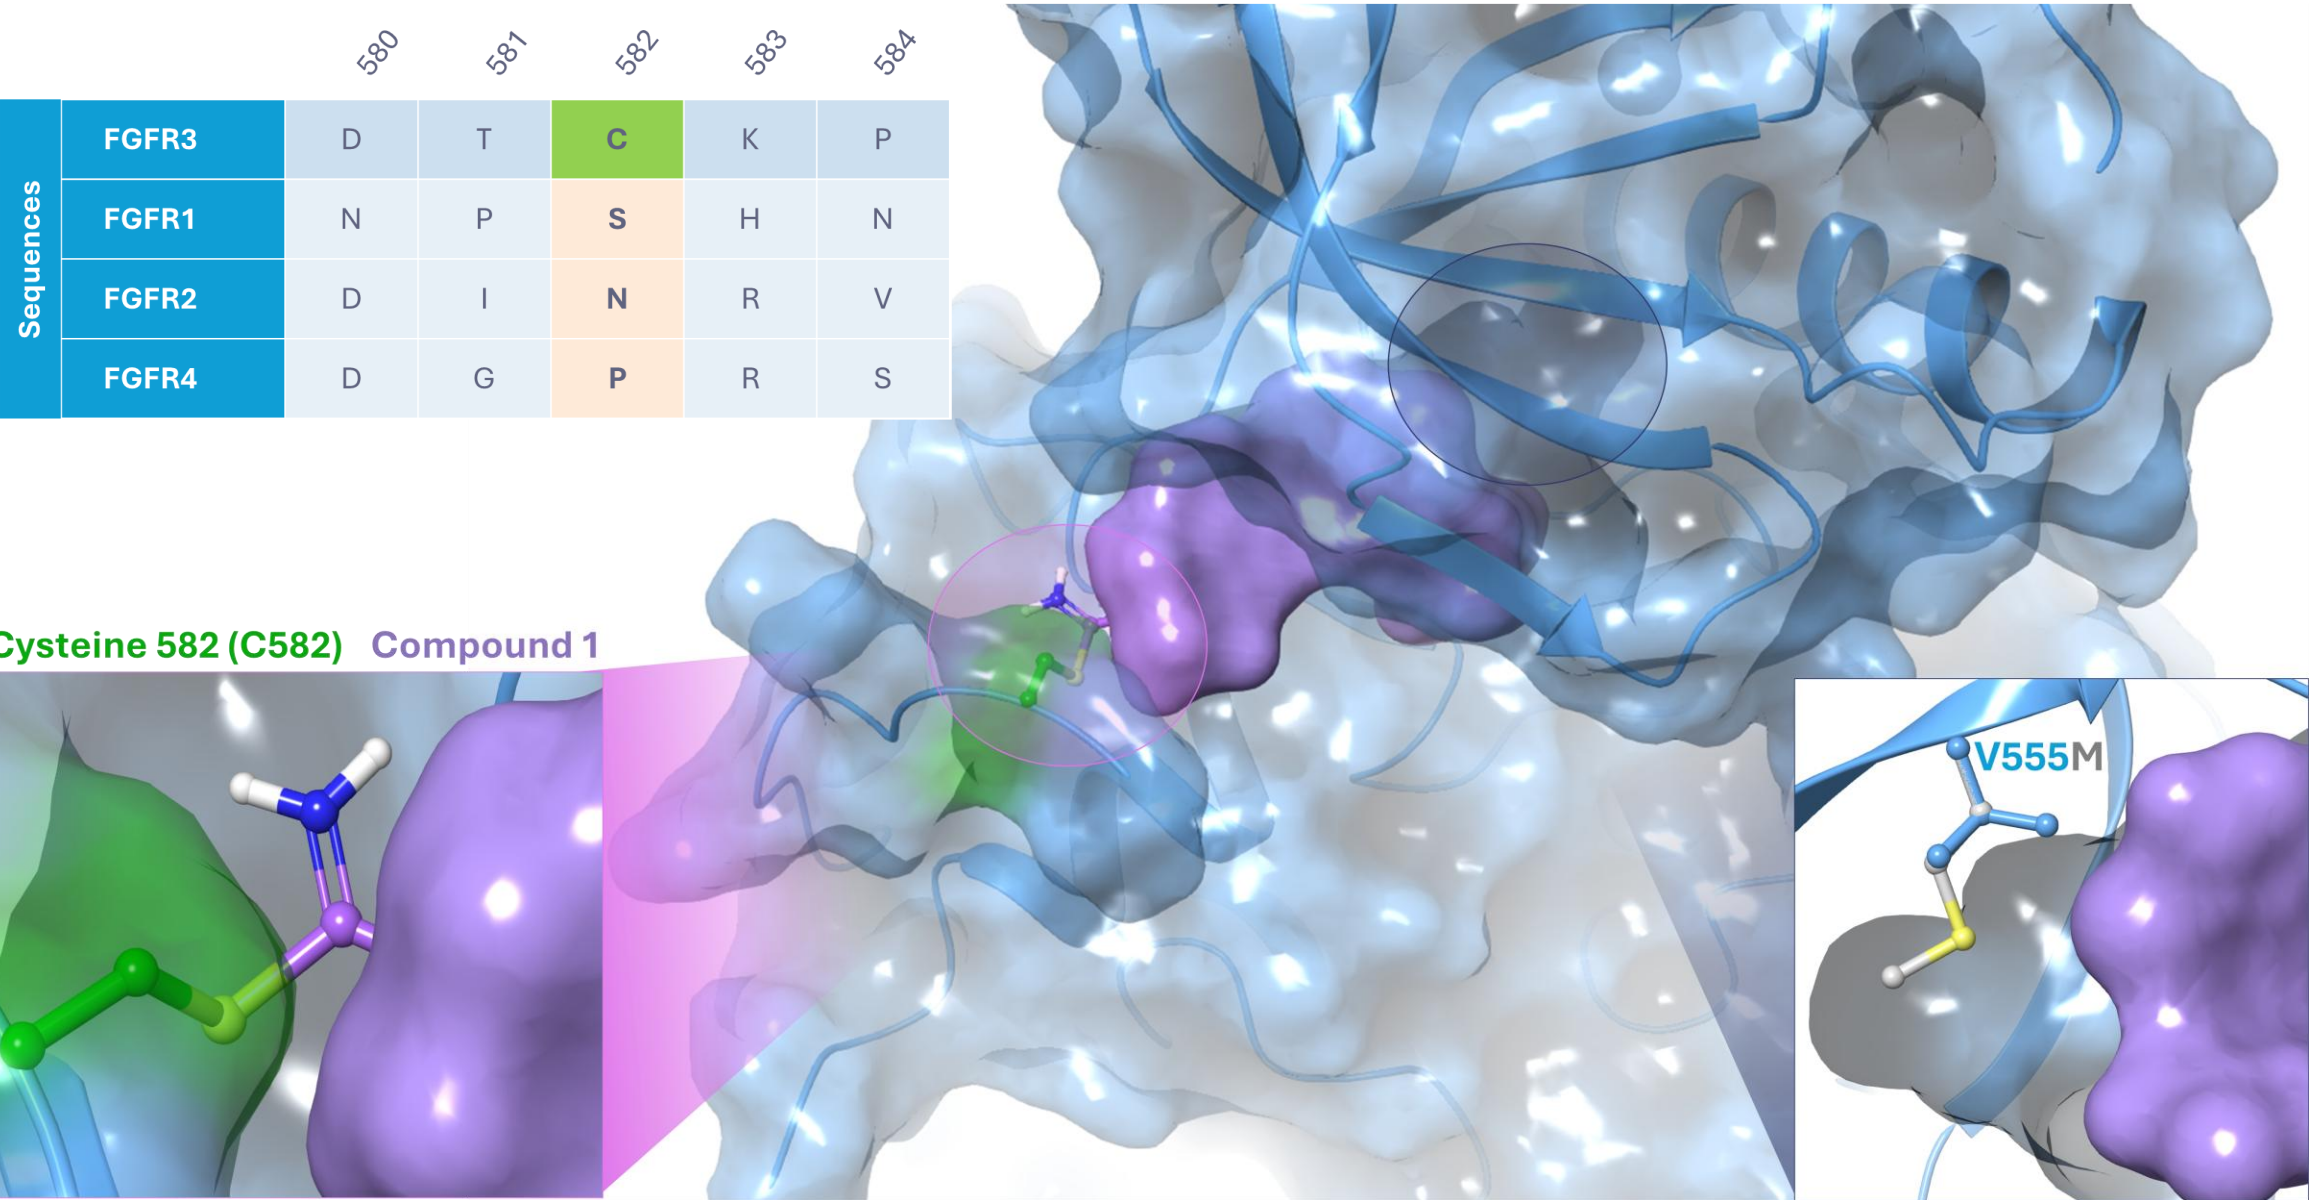 580 581 582 583 584
Sequences
FGFR3 D T C K P
FGFR1 N P S H N
FGFR2 D I N R V
FGFR4 D G P R S
Cysteine 582 (C582) Compound 1
V555M